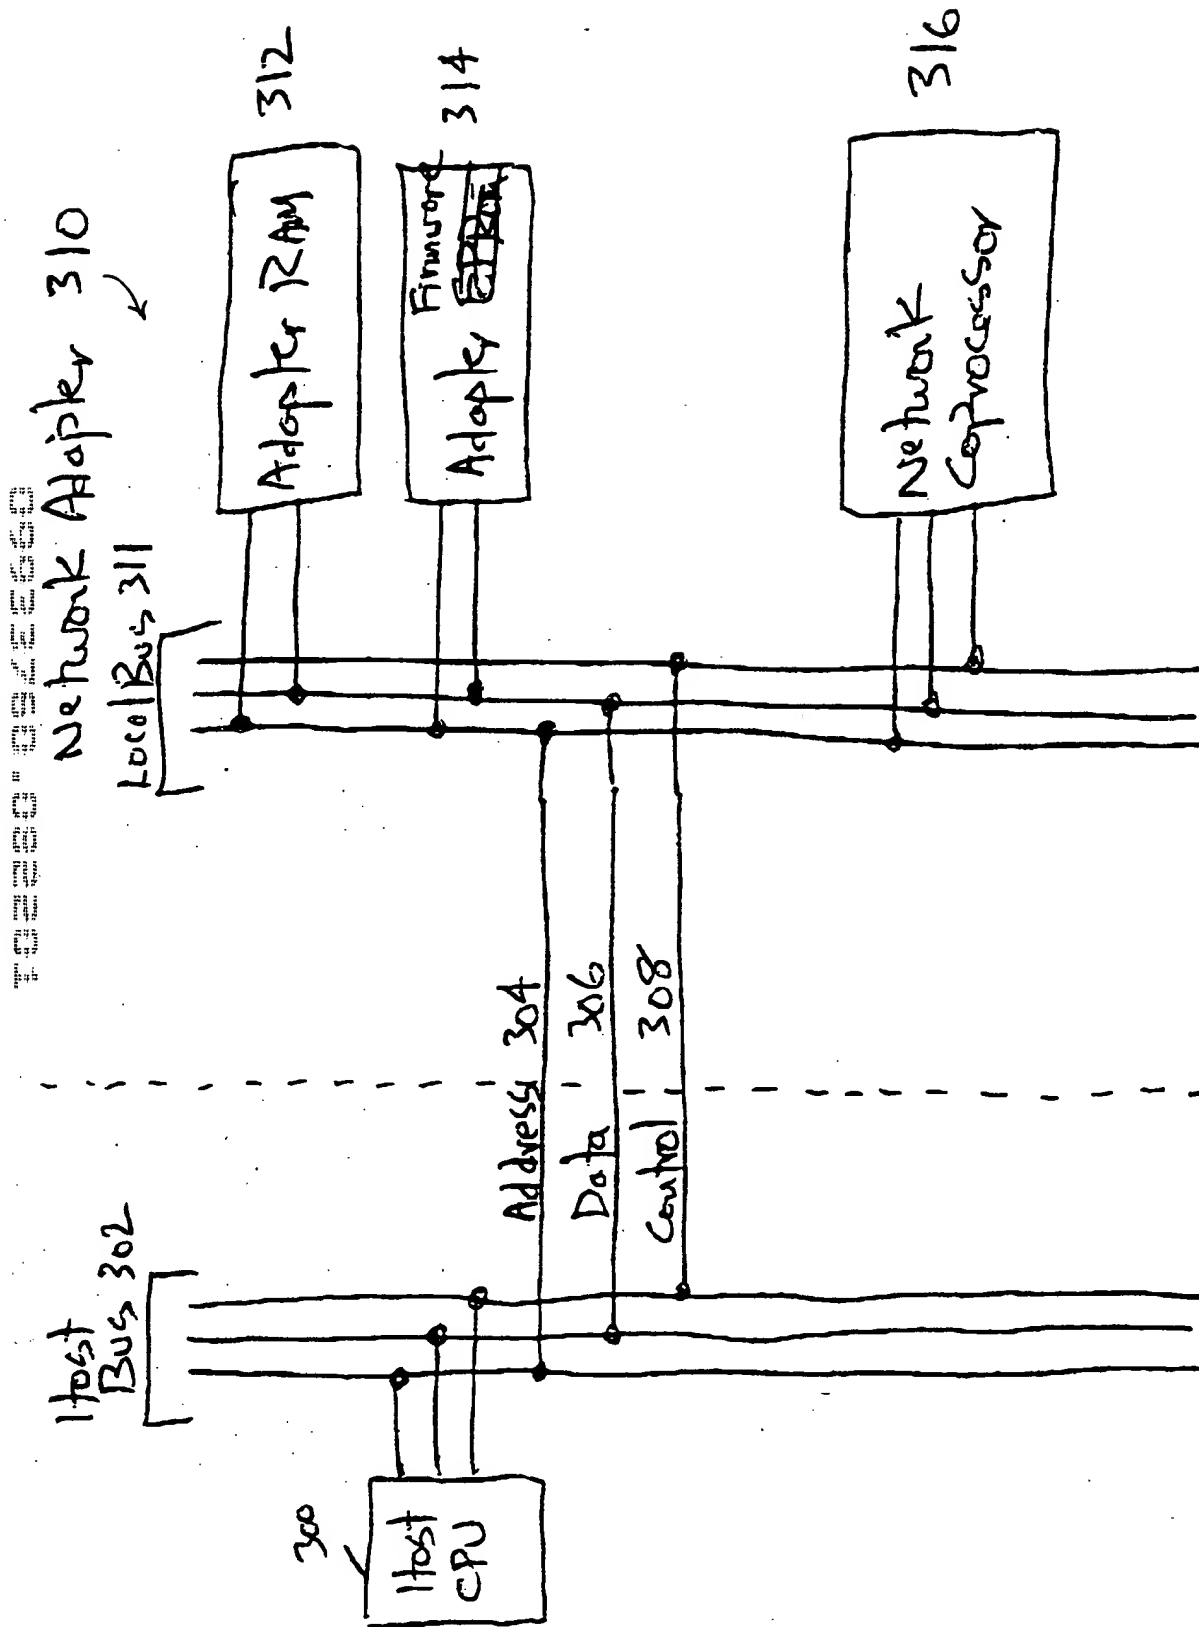 Network Adapter 310
Local Bus 311
Host
Bus 302
312
Adapter RAM
314
Firmware
Adapter
316
Network
CoProcessor
Address 304
Data 306
Control 308
300
Host
CPU